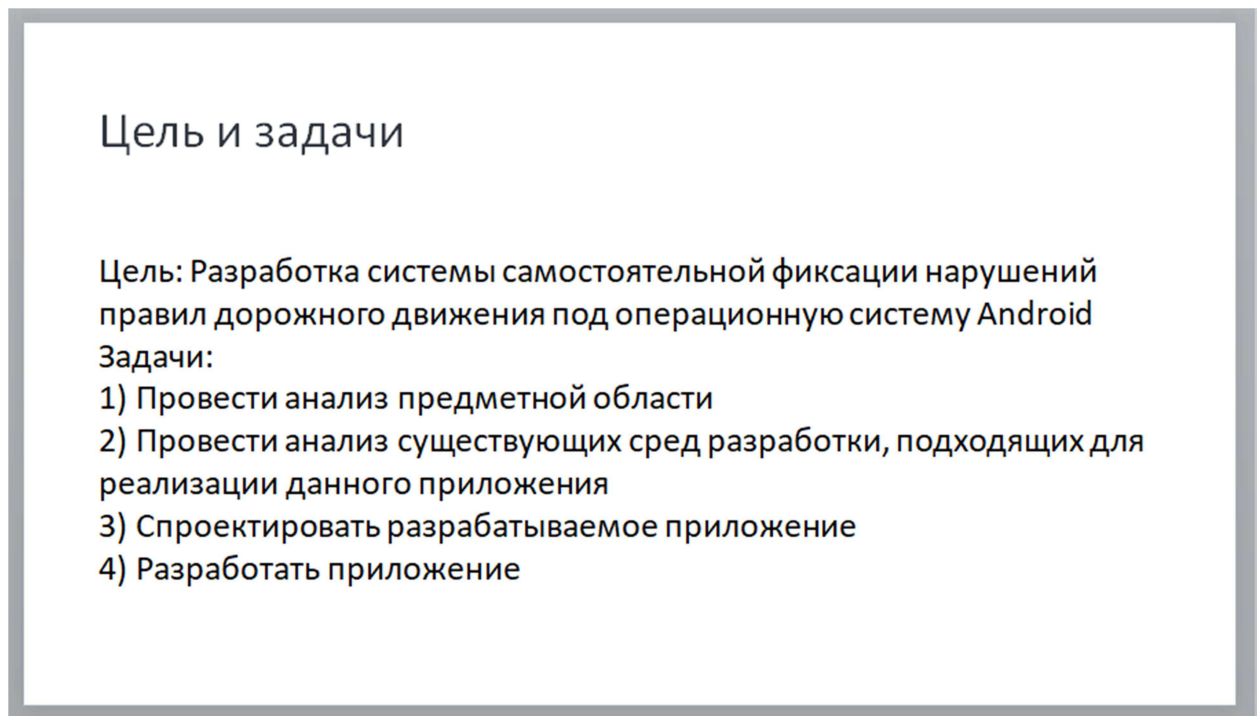 Цель и задачи
Цель: Разработка системы самостоятельной фиксации нарушений
правил дорожного движения под операционную систему Android
Задачи:
1) Провести анализ предметной области
2) Провести анализ существующих сред разработки, подходящих для
реализации данного приложения
3) Спроектировать разрабатываемое приложение
4) Разработать приложение